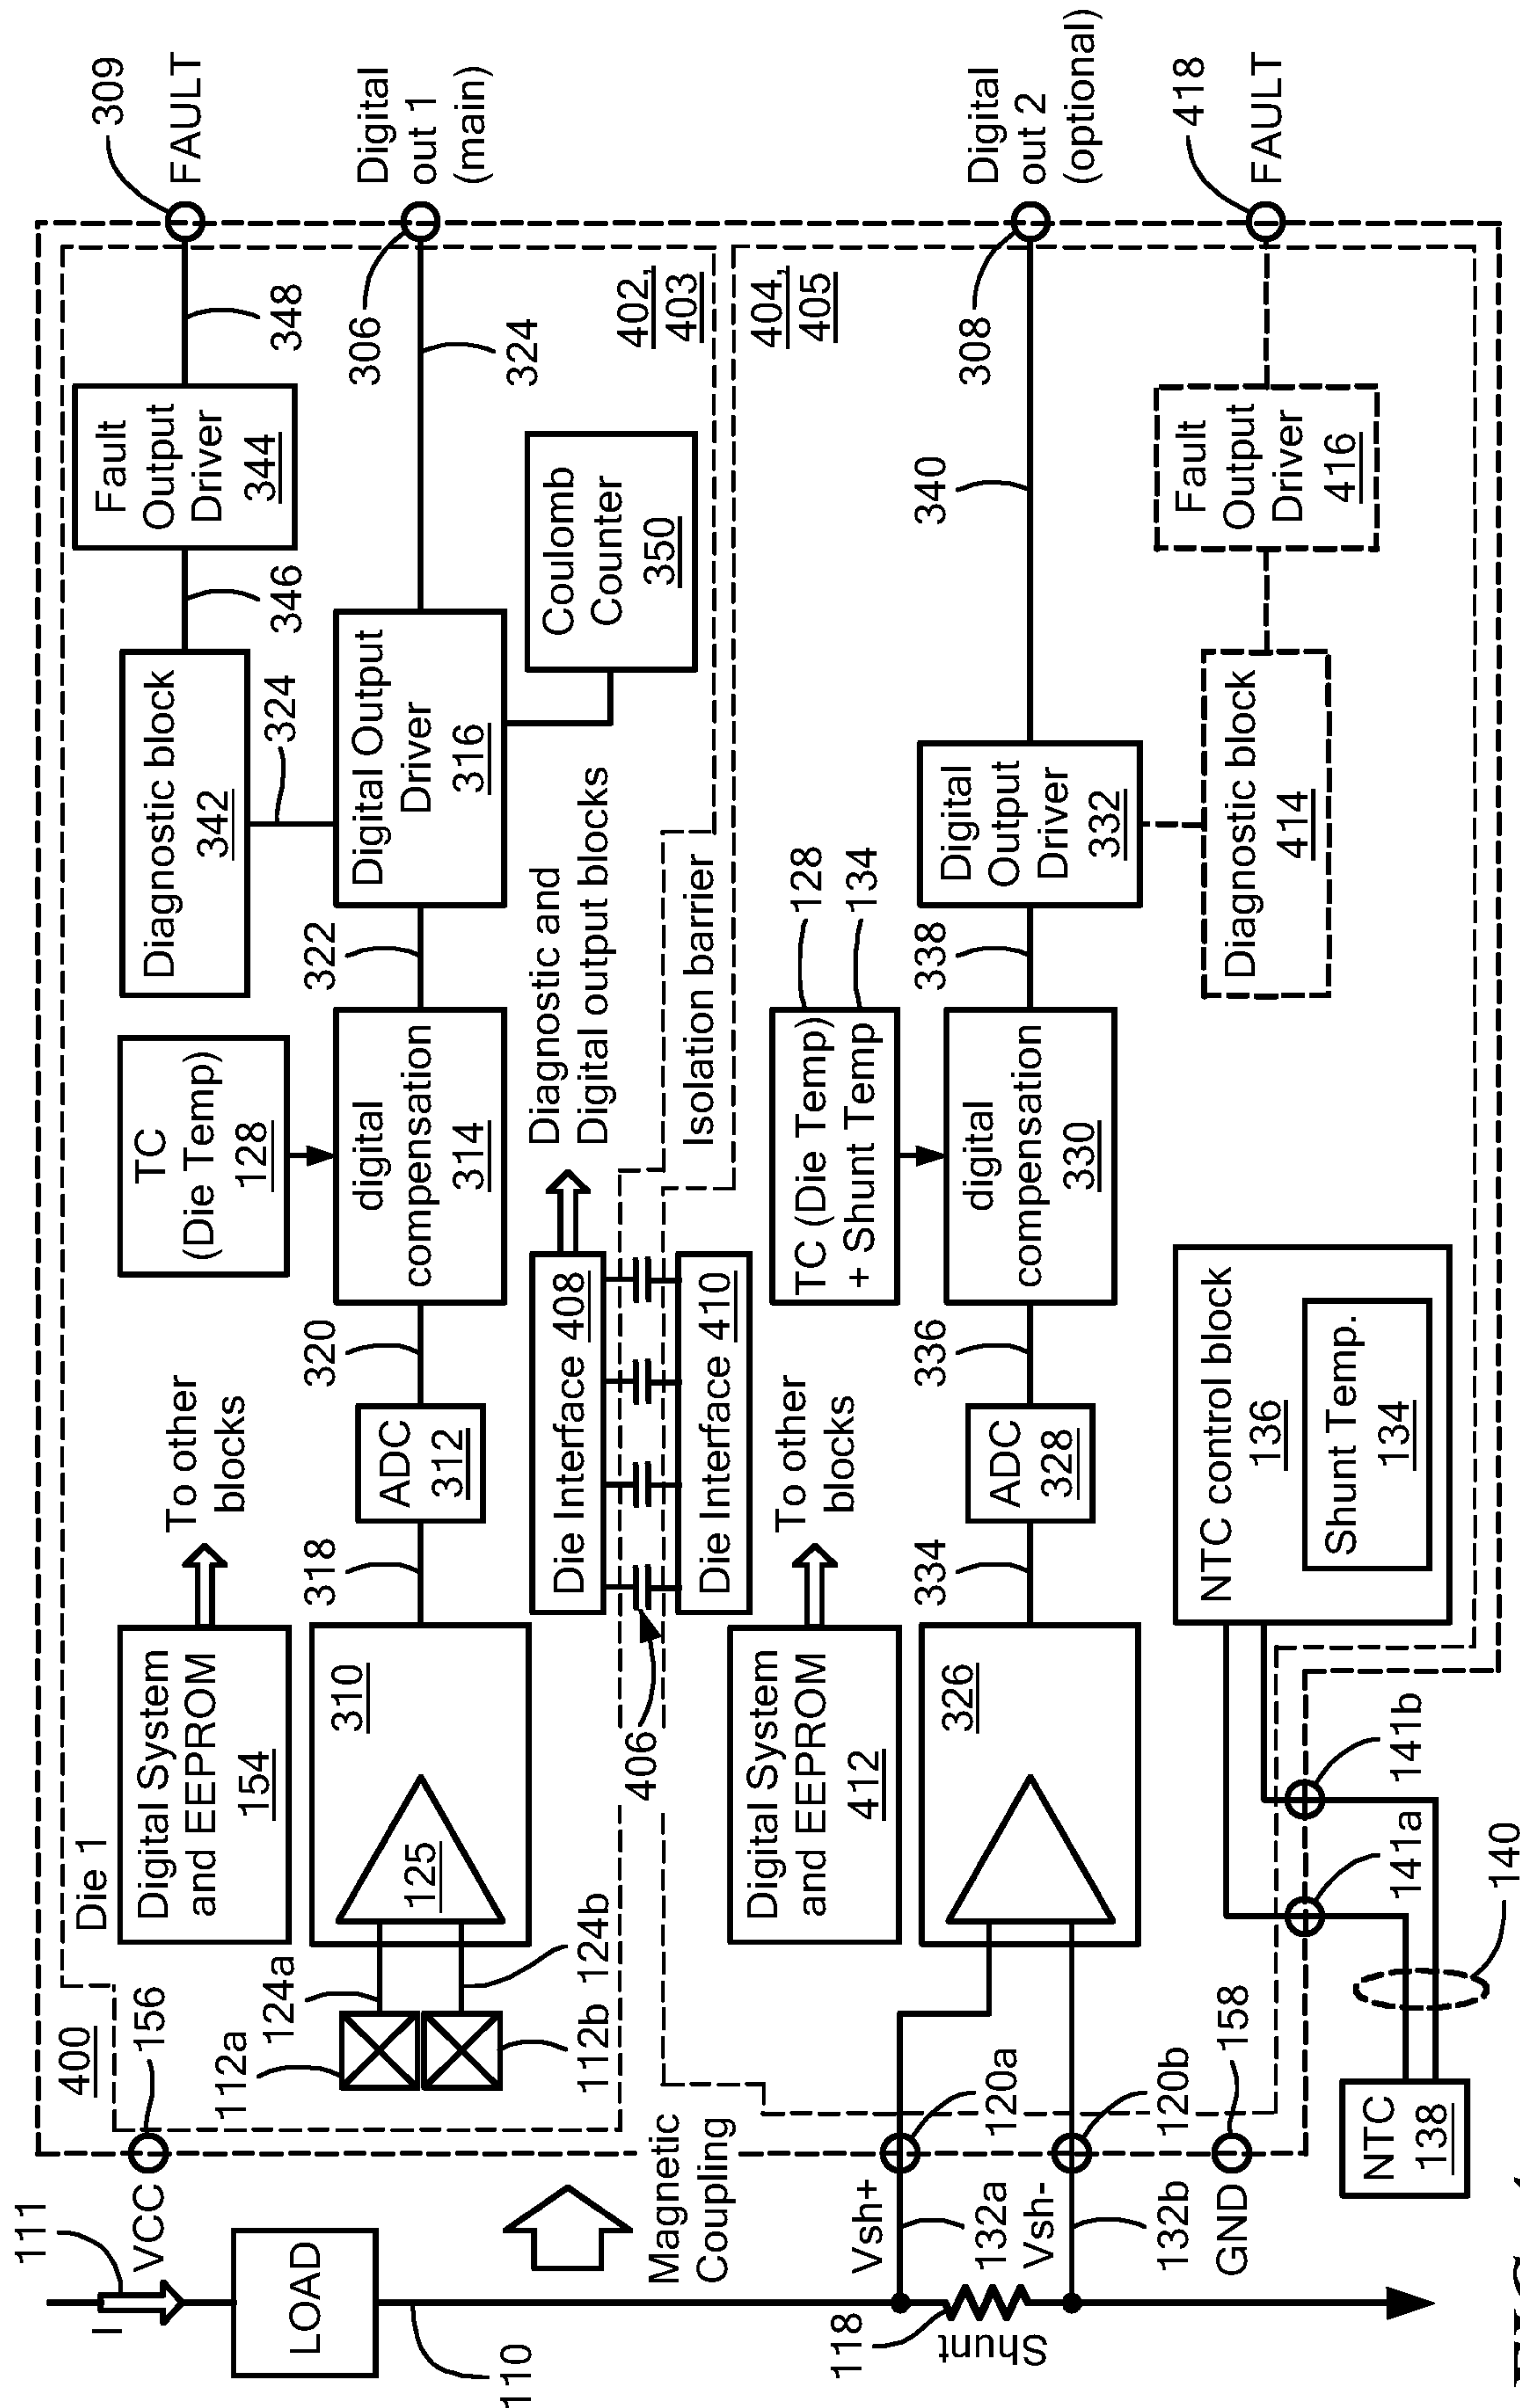 111
I
VCC
156
400
LOAD
110
Die 1
Digital System
and EEPROM
154
To other
blocks
TC
(Die Temp)
128
Diagnostic block
342
346
Fault
Output
Driver
344
348
309
FAULT
324
112a
124a
112b
124b
125
310
318
ADC
312
320
digital
compensation
314
322
Digital Output
Driver
316
324
306
Digital
out 1
(main)
Coulomb
Counter
350
Magnetic
Coupling
406
Die Interface 408
Die Interface 410
Diagnostic and
Digital output blocks
Isolation barrier
402,
403
404,
405
Digital System
and EEPROM
412
To other
blocks
TC (Die Temp)
+ Shunt Temp
128
134
Vsh+
132a
120a
118
Shunt
Vsh-
132b
120b
326
334
ADC
328
336
digital
compensation
330
338
Digital
Output
Driver
332
340
308
Digital
out 2
(optional)
GND
158
NTC
138
140
141a
141b
NTC control block
136
Shunt Temp.
134
Diagnostic block
414
Fault
Output
Driver
416
418
FAULT